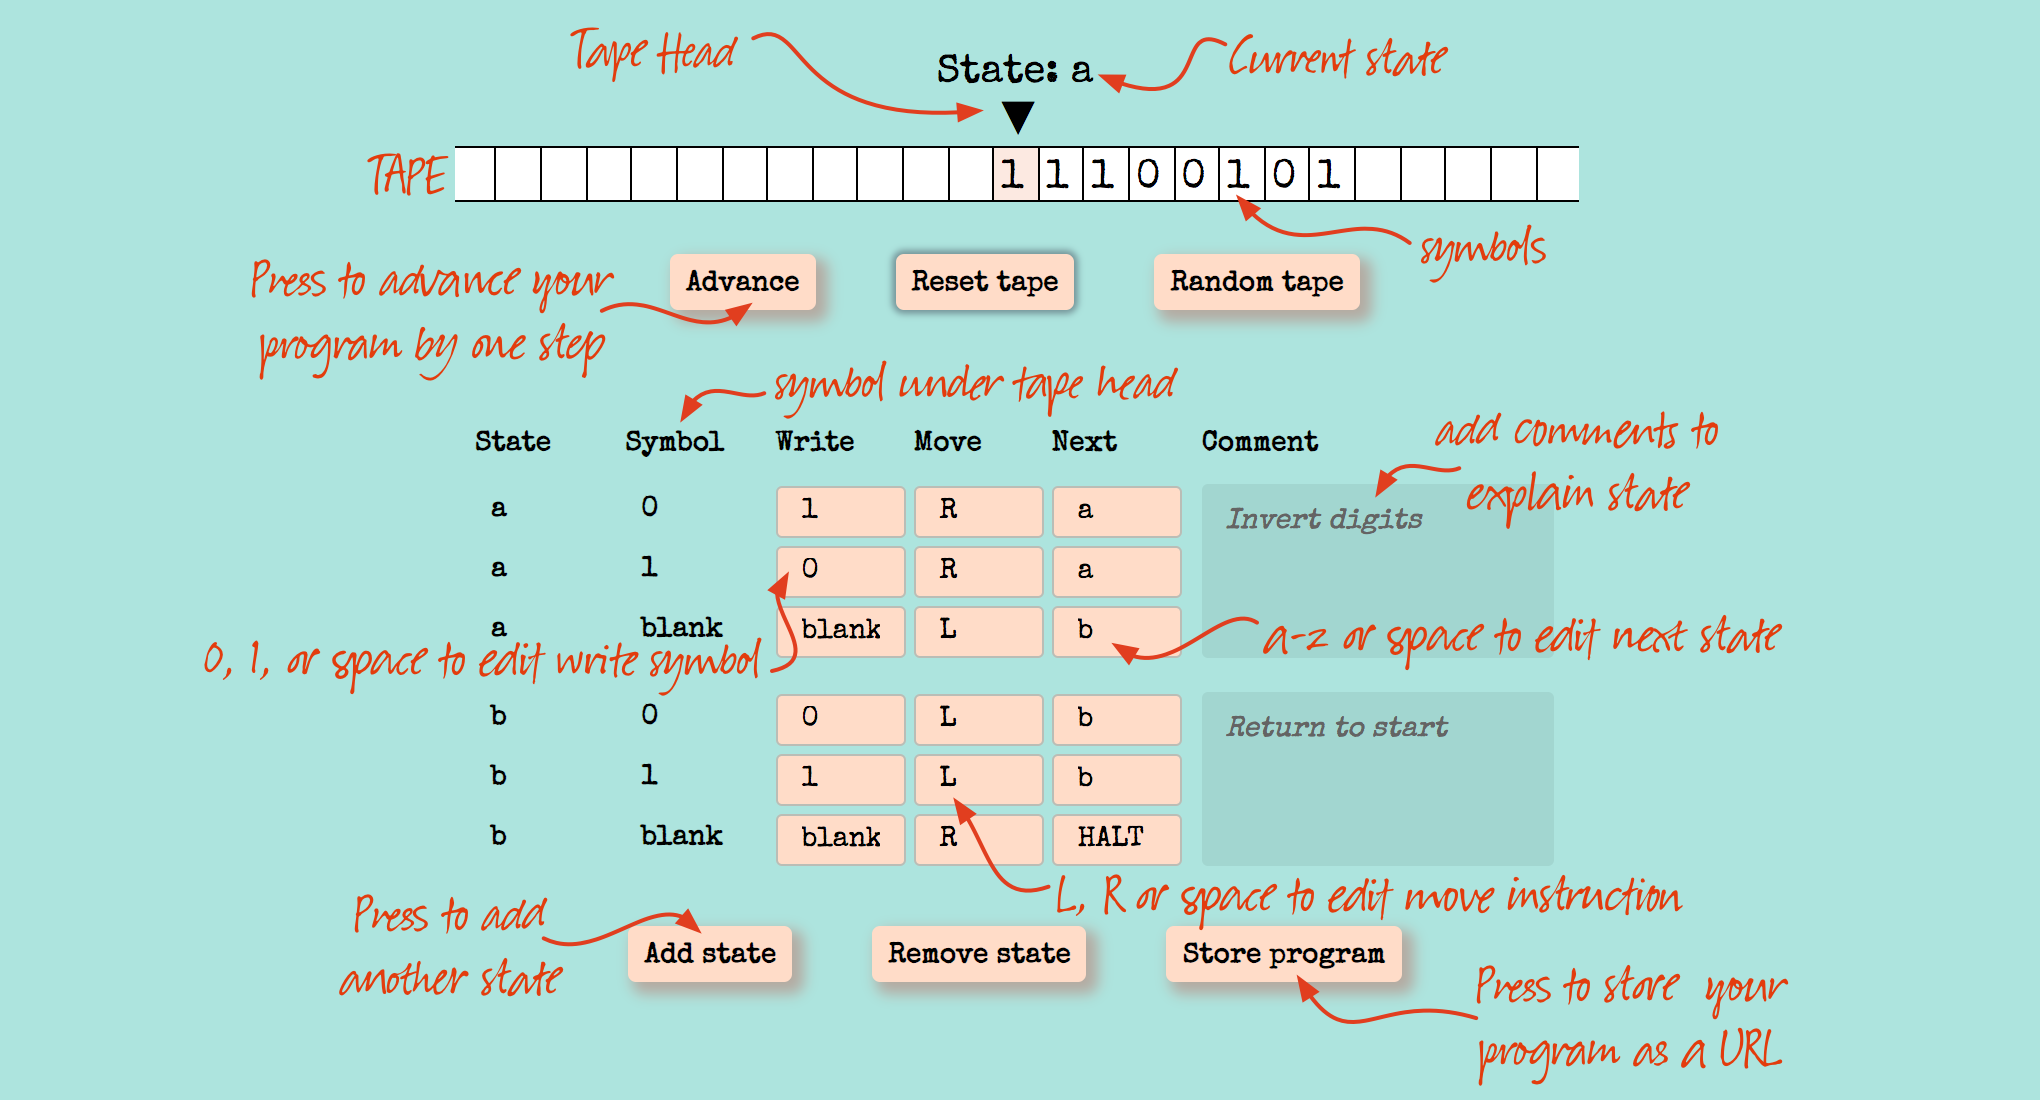 Tape Head
State: a
Current state
TAPE
1 1 1 0 0 1 0 1
symbols
Press to advance your
program by one step
Advance
Reset tape
Random tape
symbol under tape head
State Symbol Write Move Next Comment
add comments to
explain state
a 0 1 R a
Invert digits
a 1 0 R a
a blank blank L b
0, 1, or space to edit write symbol
a-z or space to edit next state
b 0 0 L b
Return to start
b 1 1 L b
b blank blank R HALT
L, R or space to edit move instruction
Press to add
another state
Add state
Remove state
Store program
Press to store your
program as a URL